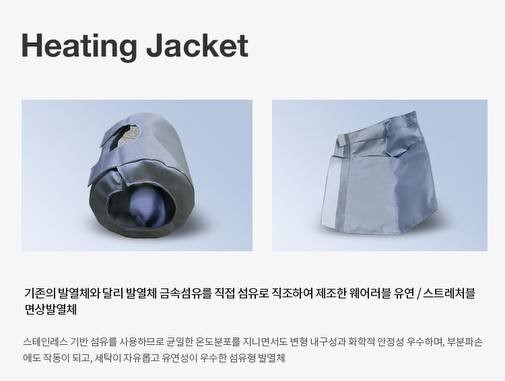 Heating Jacket
기존의 발열체와 달리 발열체 금속섬유를 직접 섬유로 직조하여 제조한 웨어러블 유연 / 스트레처블
면상발열체
스테인레스 기반 섬유를 사용하므로 균일한 온도분포를 지니면서도 변형 내구성과 화학적 안정성 우수하며, 부분파손
에도 작동이 되고, 세탁이 자유롭고 유연성이 우수한 섬유형 발열체